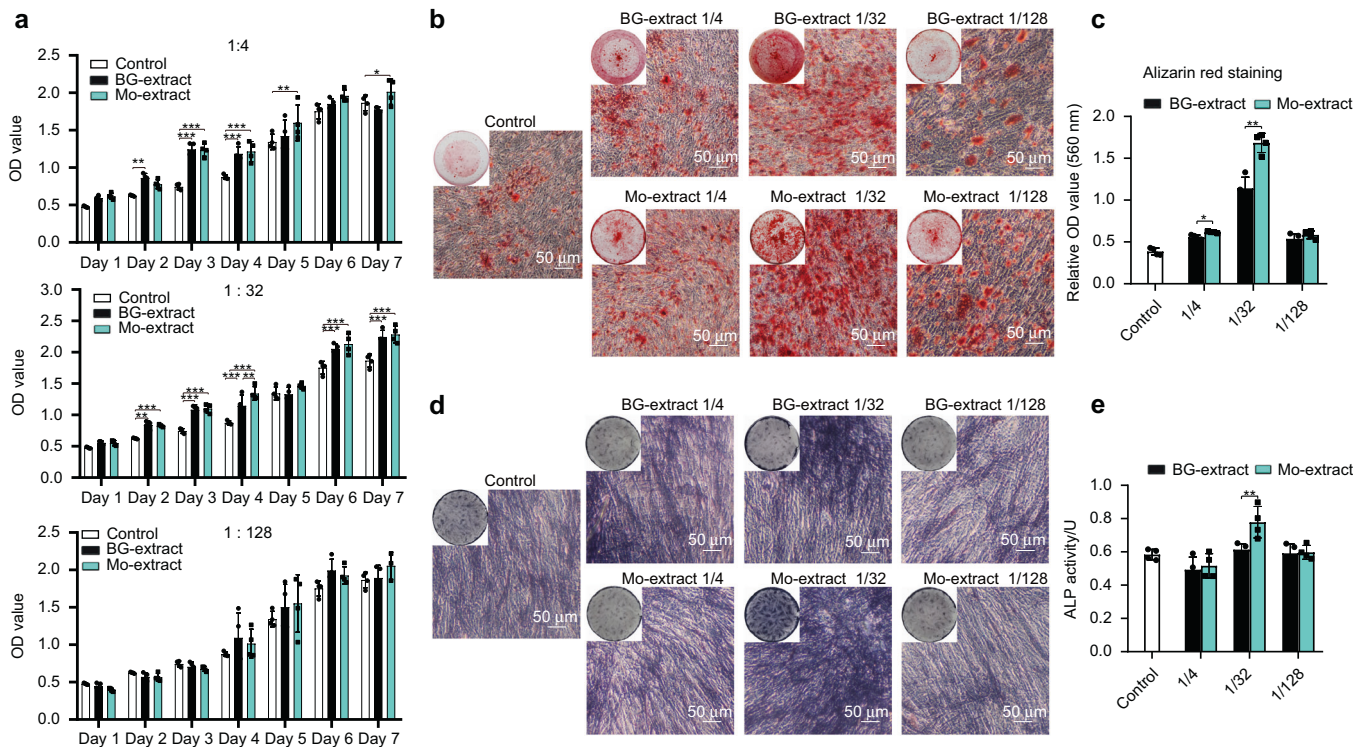 a
1:4
2.5
2.0
1.5
1.0
0.5
0.0
OD value
Control
BG-extract
Mo-extract
**
***
***
***
***
**
*
Day 1 Day 2 Day 3 Day 4 Day 5 Day 6 Day 7
1 : 32
3.0
2.5
2.0
1.5
1.0
0.5
0.0
OD value
Control
BG-extract
Mo-extract
***
**
***
***
***
*** **
***
***
***
***
Day 1 Day 2 Day 3 Day 4 Day 5 Day 6 Day 7
1 : 128
2.5
2.0
1.5
1.0
0.5
0.0
OD value
Control
BG-extract
Mo-extract
Day 1 Day 2 Day 3 Day 4 Day 5 Day 6 Day 7
b
Control
50 μm
BG-extract 1/4
50 μm
BG-extract 1/32
50 μm
BG-extract 1/128
50 μm
Mo-extract 1/4
50 μm
Mo-extract 1/32
50 μm
Mo-extract 1/128
50 μm
c
Alizarin red staining
BG-extract
Mo-extract
Relative OD value (560 nm)
2.0
1.5
1.0
0.5
0.0
*
**
Control
1/4
1/32
1/128
d
Control
50 μm
BG-extract 1/4
50 μm
BG-extract 1/32
50 μm
BG-extract 1/128
50 μm
Mo-extract 1/4
50 μm
Mo-extract 1/32
50 μm
Mo-extract 1/128
50 μm
e
BG-extract
Mo-extract
ALP activity/U
1.0
0.8
0.6
0.4
0.2
0.0
**
Control
1/4
1/32
1/128